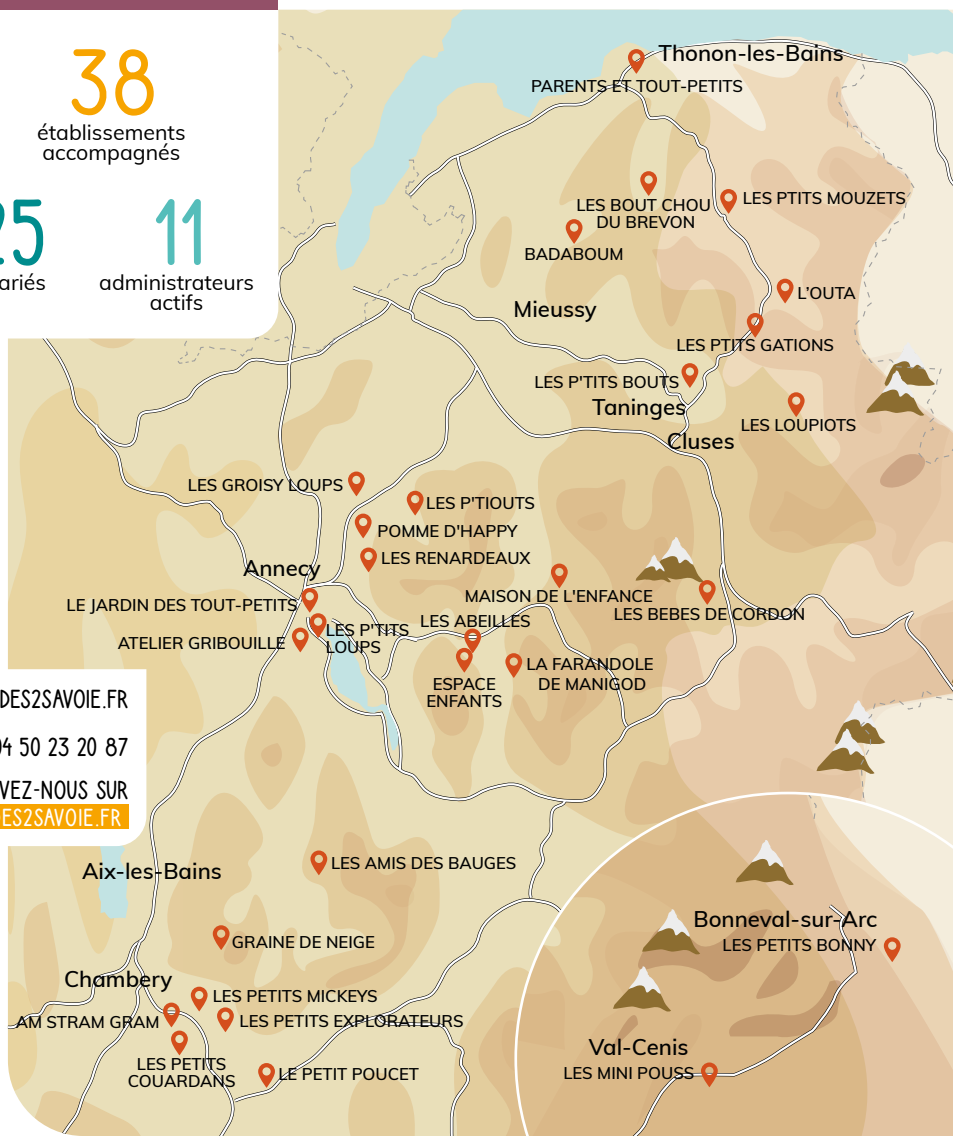 38
établissements
accompagnés
25
ariés
11
administrateurs
actifs
Thonon-les-Bains
PARENTS ET TOUT-PETITS
LES BOUT CHOU
DU BREVON
LES PTITS MOUZETS
BADABOUM
L'OUTA
Mieussy
LES PTITS GATIONS
LES P'TITS BOUTS
Taninges
LES LOUPIOTS
Cluses
LES GROISY LOUPS
LES P'TIOUTS
POMME D'HAPPY
LES RENARDEAUX
Annecy
MAISON DE L'ENFANCE
LE JARDIN DES TOUT-PETITS
LES BEBES DE CORDON
LES ABEILLES
LES P'TITS
LOUPS
ATELIER GRIBOUILLE
LA FARANDOLE
DE MANIGOD
ESPACE
ENFANTS
DES2SAVOIE.FR
04 50 23 20 87
VEZ-NOUS SUR
DES2SAVOIE.FR
LES AMIS DES BAUGES
Aix-les-Bains
GRAINE DE NEIGE
Chambery
LES PETITS MICKEYS
AM STRAM GRAM
LES PETITS EXPLORATEURS
LES PETITS
COUARDANS
LE PETIT POUCET
Bonneval-sur-Arc
LES PETITS BONNY
Val-Cenis
LES MINI POUSS